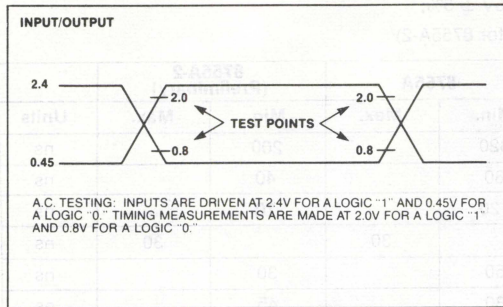 INPUT/OUTPUT
2.4
2.0
2.0
TEST POINTS
0.8
0.8
0.45
A.C. TESTING: INPUTS ARE DRIVEN AT 2.4V FOR A LOGIC "1" AND 0.45V FOR
A LOGIC "0." TIMING MEASUREMENTS ARE MADE AT 2.0V FOR A LOGIC "1"
AND 0.8V FOR A LOGIC "0."